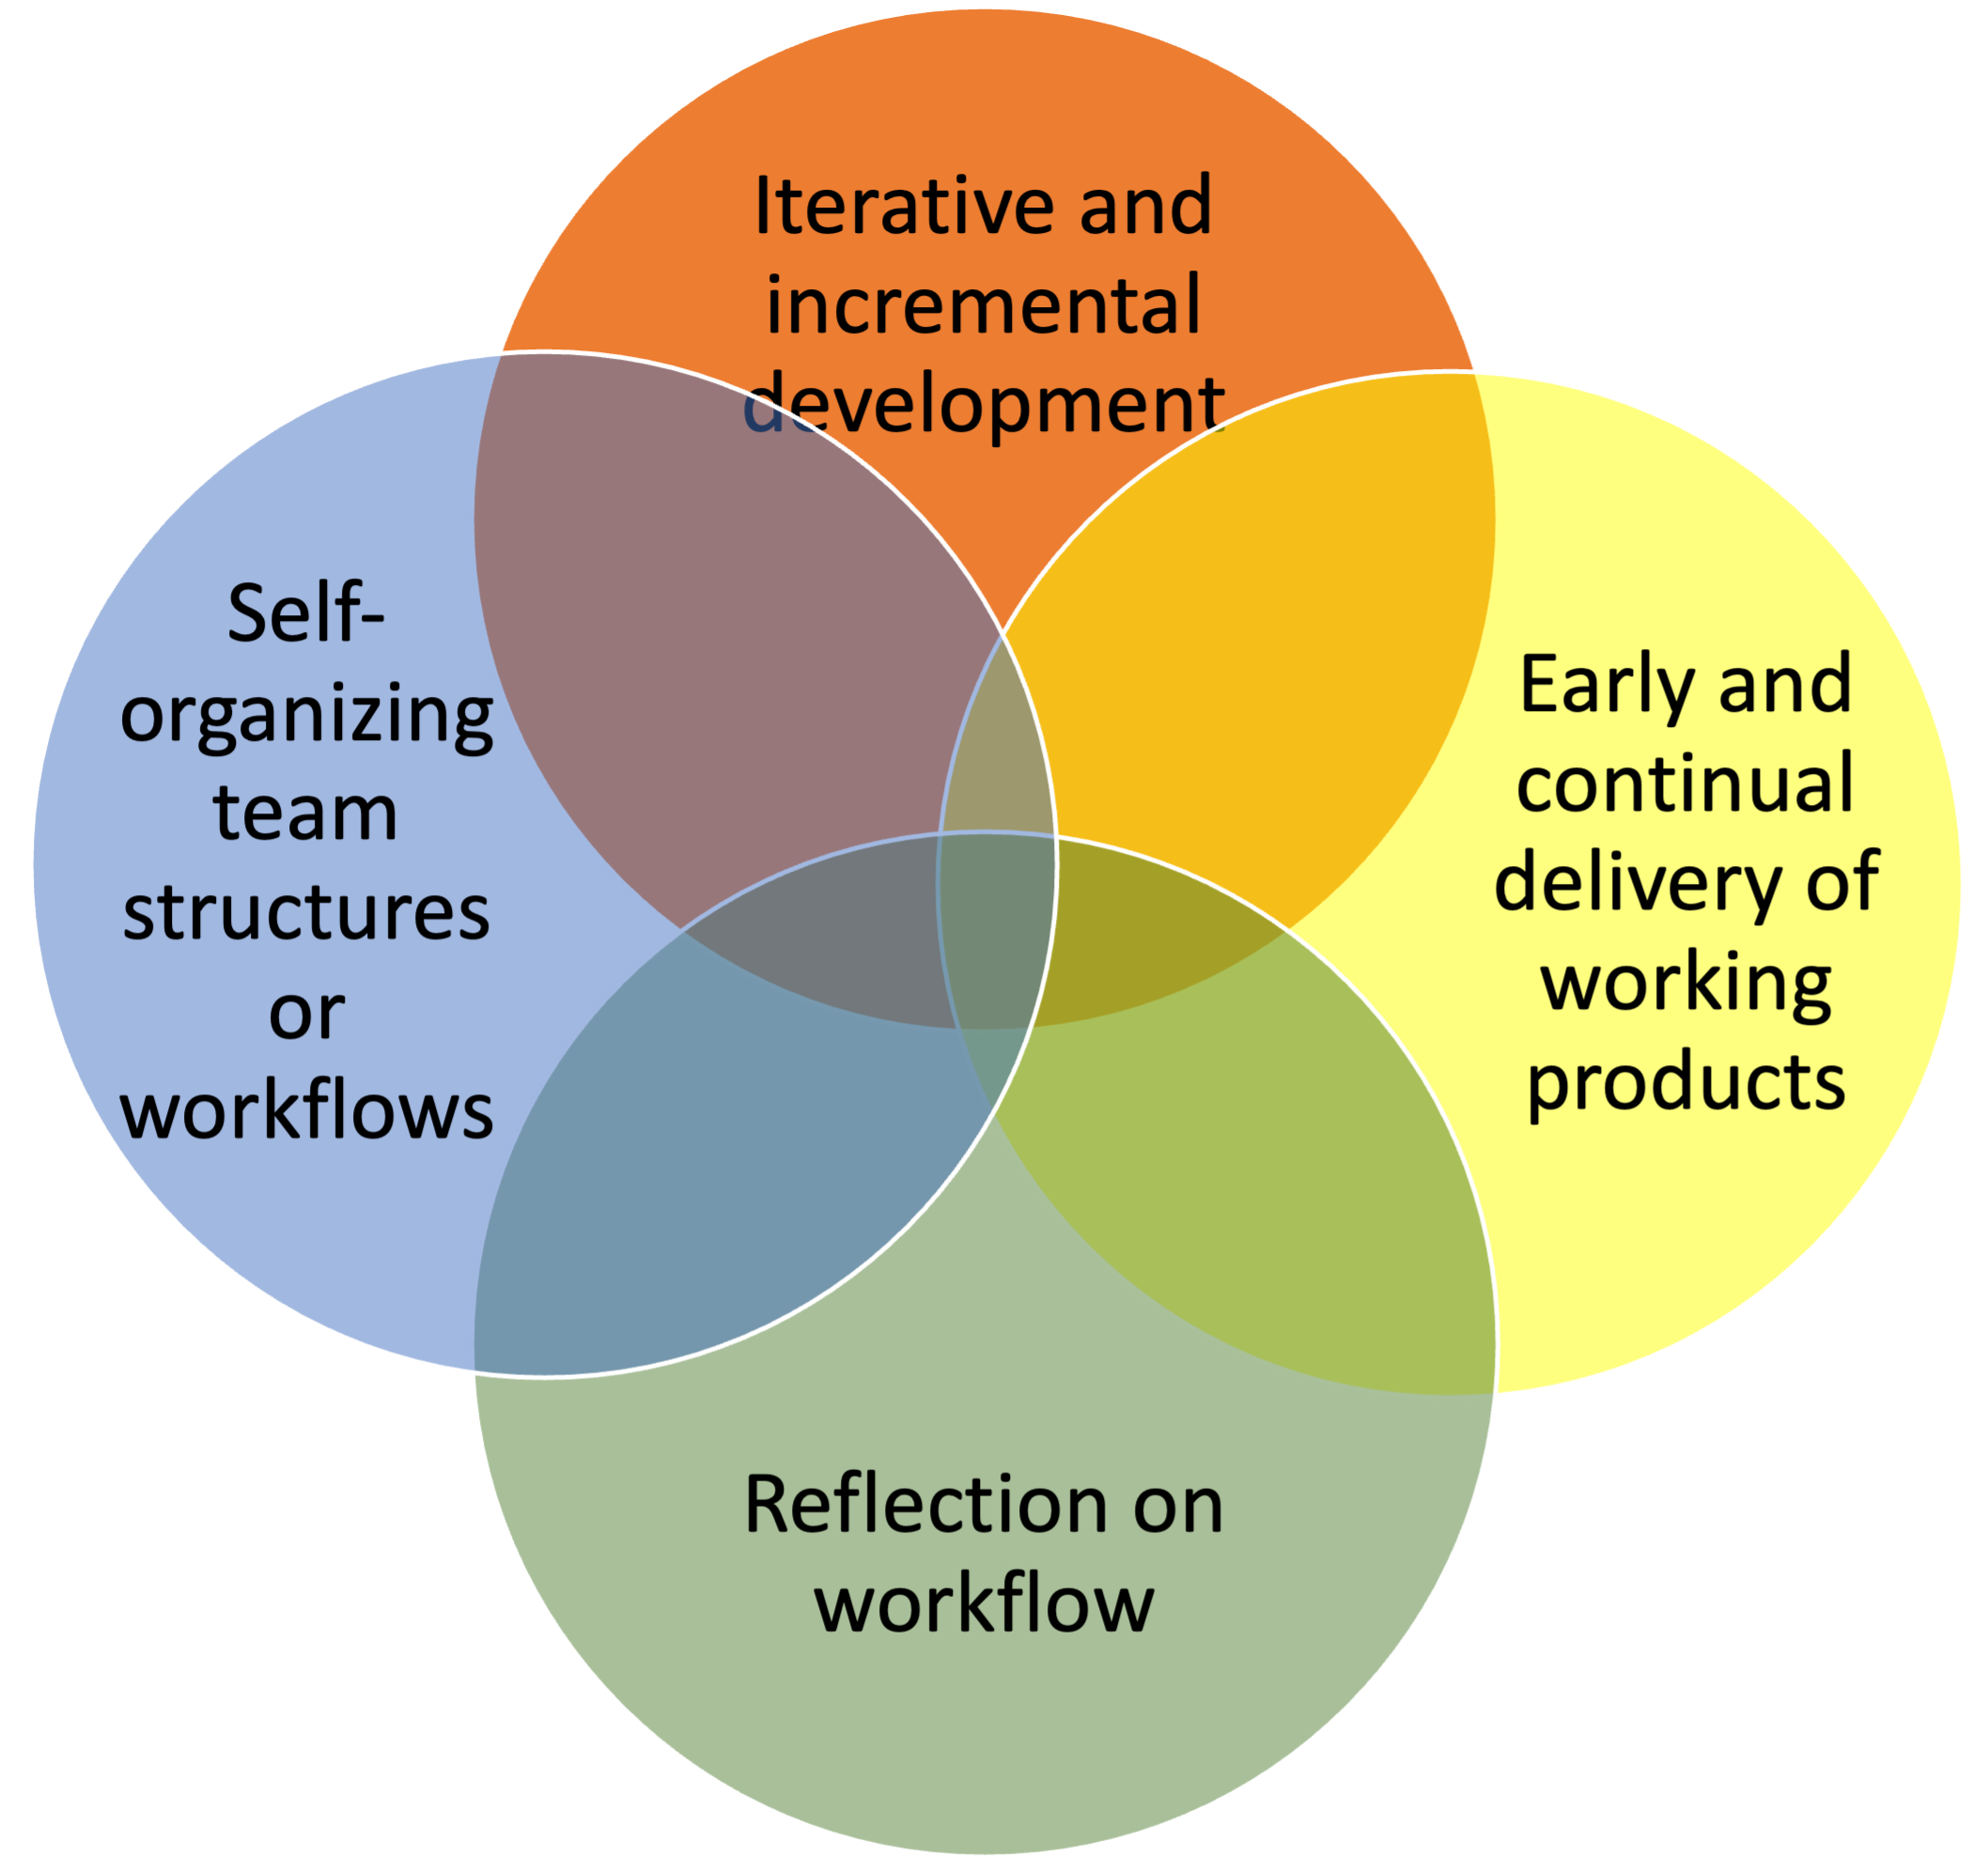 Iterative and
incremental
development
Self-
organizing
team
structures
or
workflows
Early and
continual
delivery of
working
products
Reflection on
workflow